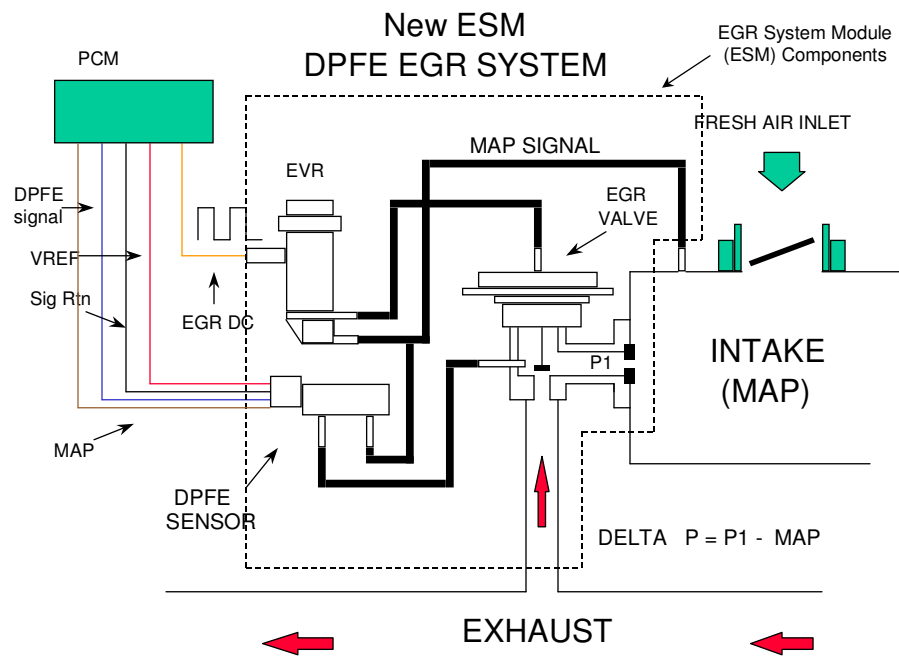 New ESM
DPFE EGR SYSTEM
EGR System Module
(ESM) Components
PCM
FRESH AIR INLET
MAP SIGNAL
EVR
EGR
VALVE
DPFE
signal
VREF
Sig Rtn
EGR DC
P1
INTAKE
(MAP)
MAP
DPFE
SENSOR
DELTA P = P1 - MAP
EXHAUST